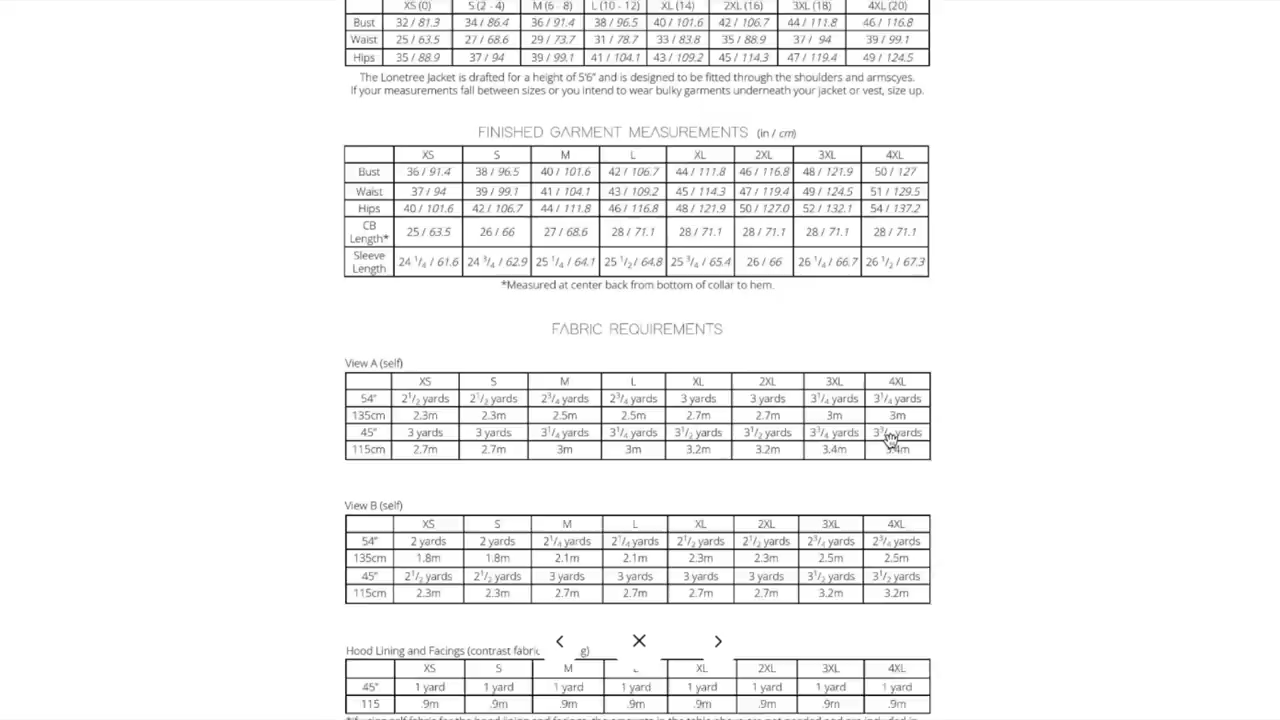 XS (0) S (2 - 4) M (6 - 8) L (10 - 12) XL (14) 2XL (16) 3XL (18) 4XL (20)
Bust 32 / 81.3 34 / 86.4 36 / 91.4 38 / 96.5 40 / 101.6 42 / 106.7 44 / 111.8 46 / 116.8
Waist 25 / 63.5 27 / 68.6 29 / 73.7 31 / 78.7 33 / 83.8 35 / 88.9 37 / 94 39 / 99.1
Hips 35 / 88.9 37 / 94 39 / 99.1 41 / 104.1 43 / 109.2 45 / 114.3 47 / 119.4 49 / 124.5
The Lonetree Jacket is drafted for a height of 5'6" and is designed to be fitted through the shoulders and armscyes.
If your measurements fall between sizes or you intend to wear bulky garments underneath your jacket or vest, size up.
FINISHED GARMENT MEASUREMENTS (in / cm)
XS S M L XL 2XL 3XL 4XL
Bust 36 / 91.4 38 / 96.5 40 / 101.6 42 / 106.7 44 / 111.8 46 / 116.8 48 / 121.9 50 / 127
Waist 37 / 94 39 / 99.1 41 / 104.1 43 / 109.2 45 / 114.3 47 / 119.4 49 / 124.5 51 / 129.5
Hips 40 / 101.6 42 / 106.7 44 / 111.8 46 / 116.8 48 / 121.9 50 / 127.0 52 / 132.1 54 / 137.2
CB Length* 25 / 63.5 26 / 66 27 / 68.6 28 / 71.1 28 / 71.1 28 / 71.1 28 / 71.1 28 / 71.1
Sleeve Length 24 1/4 / 61.6 24 3/4 / 62.9 25 1/4 / 64.1 25 1/2 / 64.8 25 3/4 / 65.4 26 / 66 26 1/4 / 66.7 26 1/2 / 67.3
*Measured at center back from bottom of collar to hem.
FABRIC REQUIREMENTS
View A (self)
XS S M L XL 2XL 3XL 4XL
54" 2 1/2 yards 2 1/2 yards 2 3/4 yards 2 3/4 yards 3 yards 3 yards 3 1/4 yards 3 1/4 yards
135cm 2.3m 2.3m 2.5m 2.5m 2.7m 2.7m 3m 3m
45" 3 yards 3 yards 3 1/4 yards 3 1/4 yards 3 1/2 yards 3 1/2 yards 3 3/4 yards yards
115cm 2.7m 2.7m 3m 3m 3.2m 3.2m 3.4m 3.4m
View B (self)
XS S M L XL 2XL 3XL 4XL
54" 2 yards 2 yards 2 1/4 yards 2 1/4 yards 2 1/2 yards 2 1/2 yards 2 3/4 yards 2 3/4 yards
135cm 1.8m 1.8m 2.1m 2.1m 2.3m 2.3m 2.5m 2.5m
45" 2 1/2 yards 2 1/2 yards 3 yards 3 yards 3 yards 3 yards 3 1/2 yards 3 1/2 yards
115cm 2.3m 2.3m 2.7m 2.7m 2.7m 2.7m 3.2m 3.2m
Hood Lining and Facings (contrast
XS S M XL 2XL 3XL 4XL
45" 1 yard 1 yard 1 yard 1 yard 1 yard 1 yard 1 yard 1 yard
115 .9m .9m .9m .9m .9m .9m .9m .9m